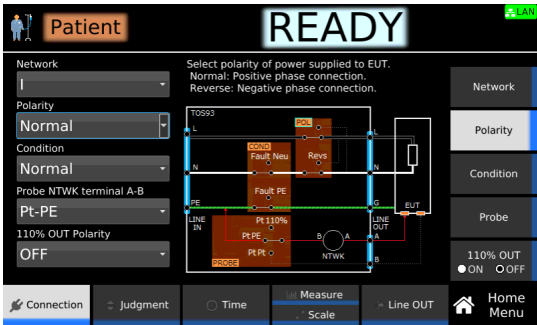 Patient
READY
LAN
Network
I
Polarity
Normal
Condition
Normal
Probe NTWK terminal A-B
Pt-PE
110% OUT Polarity
OFF
Select polarity of power supplied to EUT.
Normal: Positive phase connection.
Reverse: Negative phase connection.
TOS93
POL
L
L
COND
Fault Neu
Revs
N
N
Fault PE
PE
G
EUT
LINE
IN
Pt 110%
LINE
OUT
Pt PE
B
A
A
Pt Pt
NTWK
B
PROBE
Network
Polarity
Condition
Probe
110% OUT
ON
OFF
Connection
Judgment
Time
Measure
Scale
Line OUT
Home
Menu